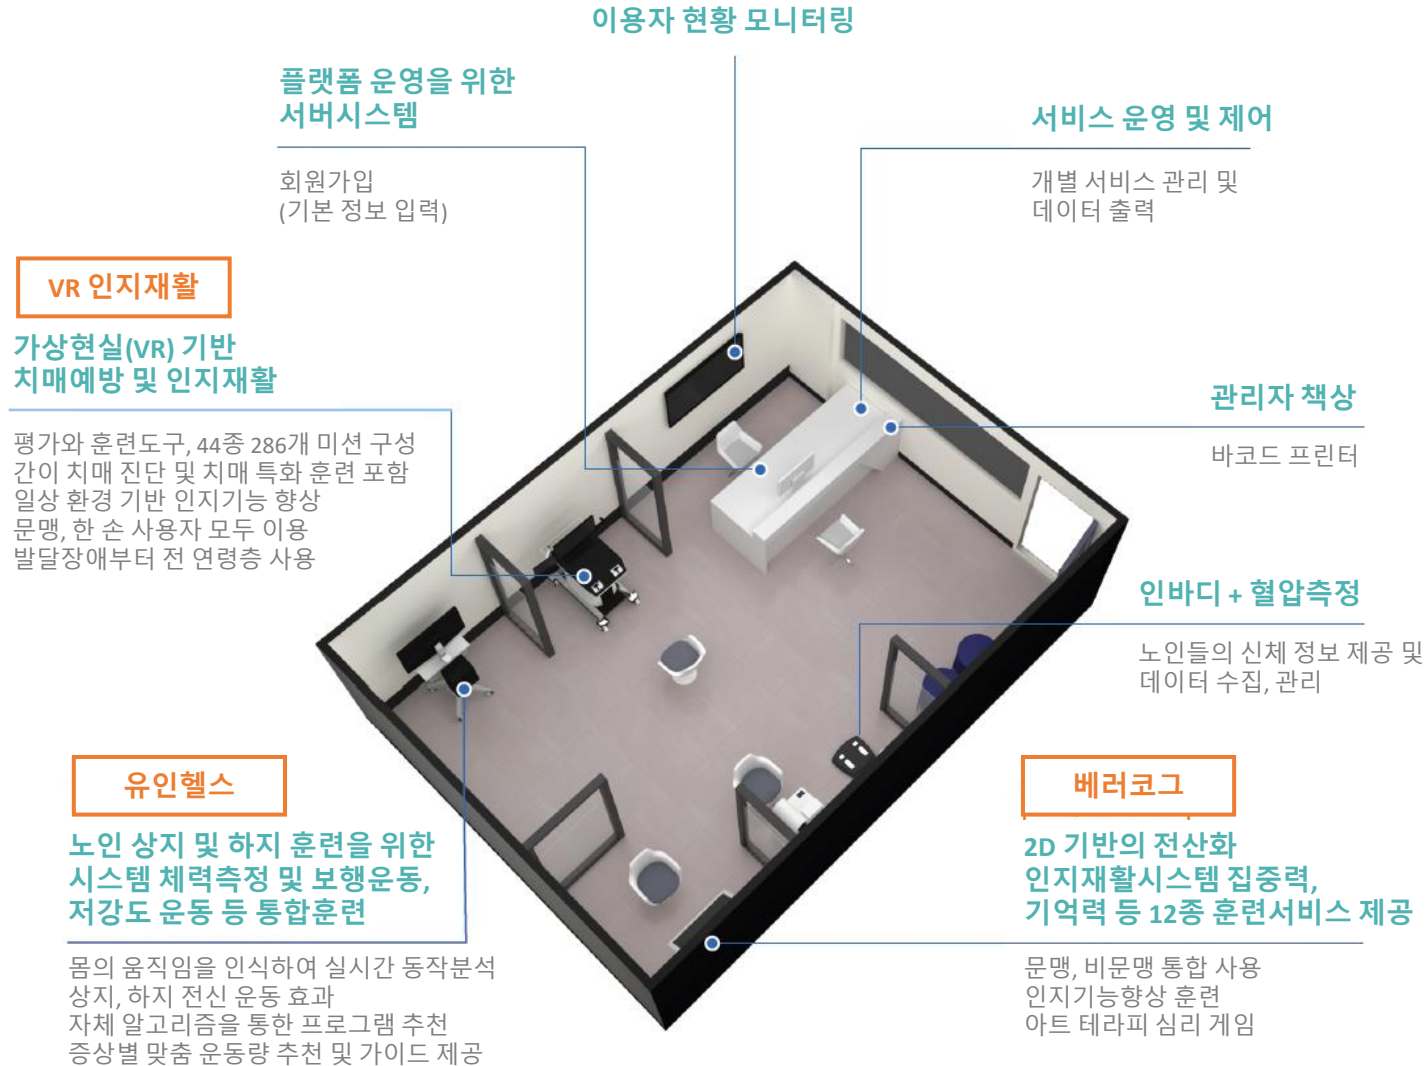 이용자 현황 모니터링
플랫폼 운영을 위한
서버시스템
회원가입
(기본 정보 입력)
서비스 운영 및 제어
개별 서비스 관리 및
데이터 출력
VR 인지재활
가상현실(VR) 기반
치매예방 및 인지재활
평가와 훈련도구, 44종 286개 미션 구성
간이 치매 진단 및 치매 특화 훈련 포함
일상 환경 기반 인지기능 향상
문맹, 한 손 사용자 모두 이용
발달장애부터 전 연령층 사용
관리자 책상
바코드 프린터
인바디 + 혈압측정
노인들의 신체 정보 제공 및
데이터 수집, 관리
유인헬스
노인 상지 및 하지 훈련을 위한
시스템 체력측정 및 보행운동,
저강도 운동 등 통합훈련
몸의 움직임을 인식하여 실시간 동작분석
상지, 하지 전신 운동 효과
자체 알고리즘을 통한 프로그램 추천
증상별 맞춤 운동량 추천 및 가이드 제공
베러코그
2D 기반의 전산화
인지재활시스템 집중력,
기억력 등 12종 훈련서비스 제공
문맹, 비문맹 통합 사용
인지기능향상 훈련
아트 테라피 심리 게임